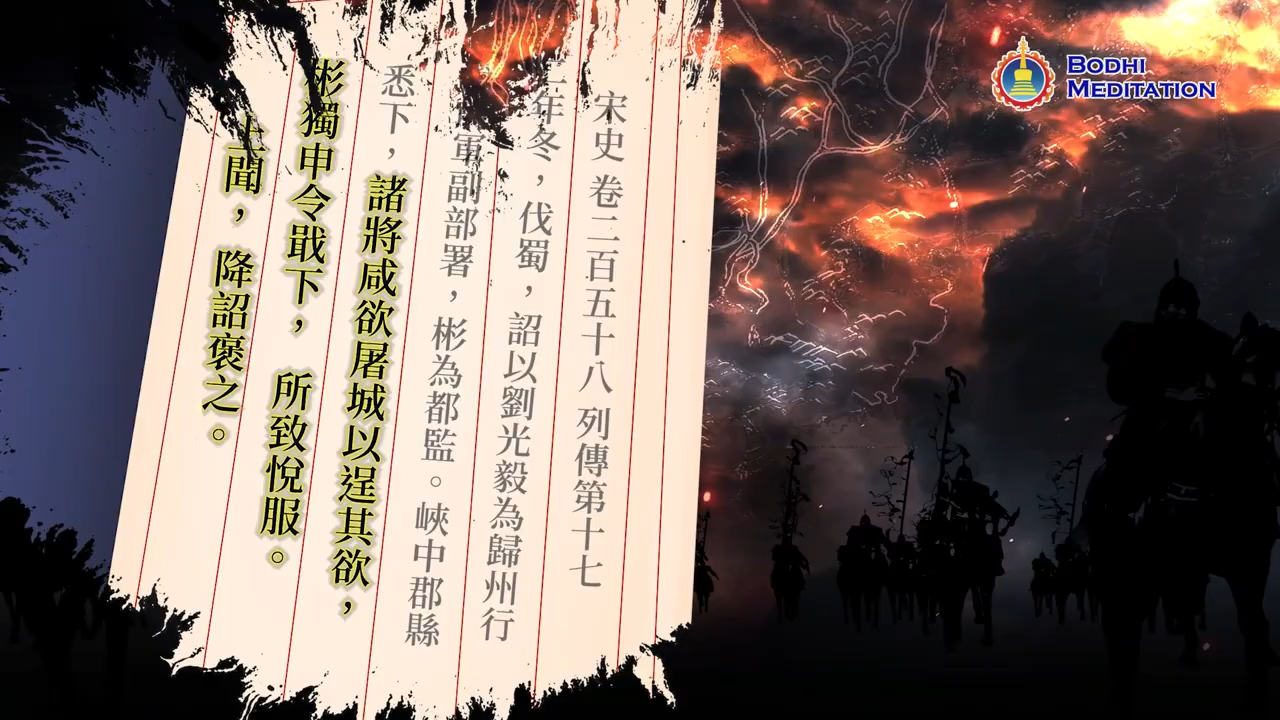 宋史 卷二百五十八 列傳第十七
二年冬，伐蜀，詔以劉光毅為歸州行
軍副部署，彬為都監。峽中郡縣
悉下，諸將咸欲屠城以逞其欲，
彬獨申令戢下，所致悅服。
上聞，降詔褒之。
BODHI
MEDITATION